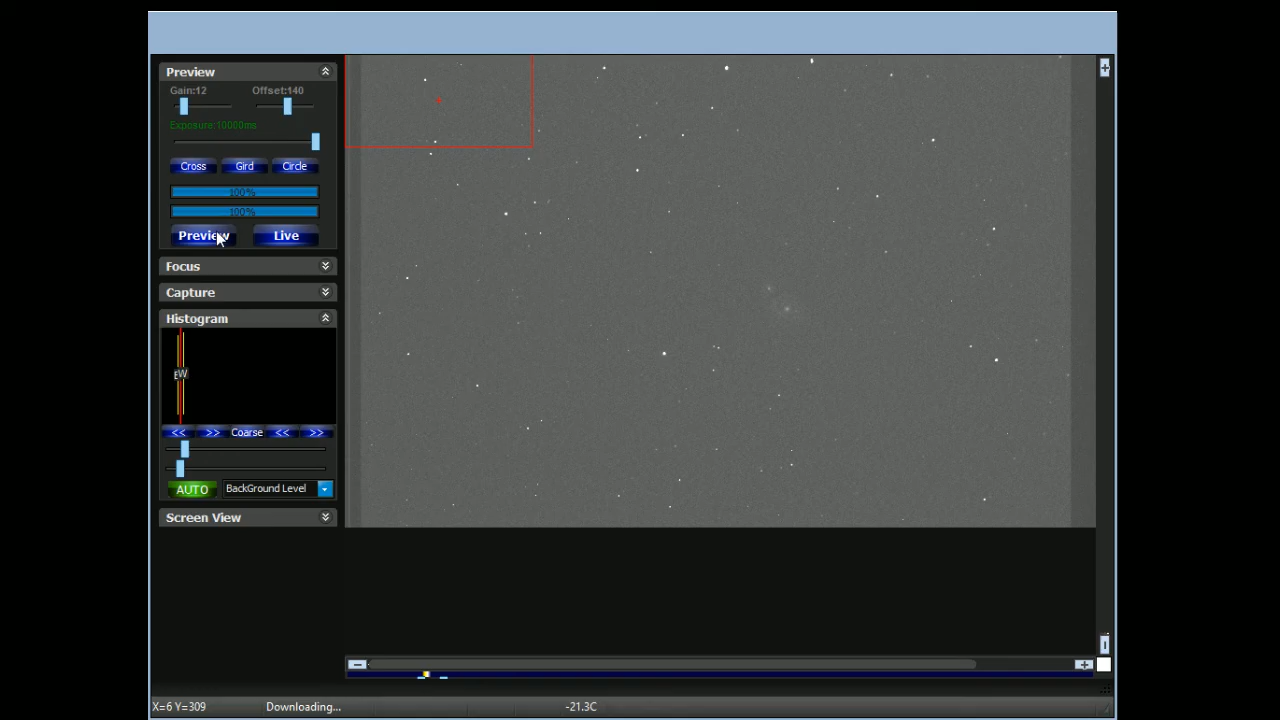 Preview
Gain:12 Offset:140
Exposure:10000ms
Cross Gird Circle
100%
100%
Preview Live
Focus
Capture
Histogram
EW
<< >> Coarse << >>
AUTO BackGround Level
Screen View
X=6 Y=309 Downloading... -21.3C